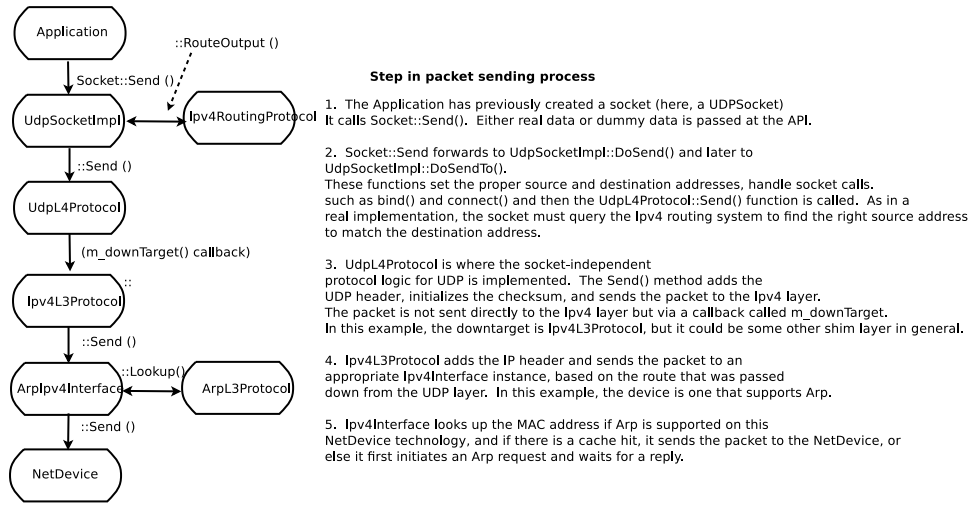 Application
::RouteOutput ()
Socket::Send ()
UdpSocketImpl
Ipv4RoutingProtocol
::Send ()
UdpL4Protocol
(m_downTarget() callback)
::
Ipv4L3Protocol
::Send ()
::Lookup()
ArpIpv4Interface
ArpL3Protocol
::Send ()
NetDevice
Step in packet sending process
1. The Application has previously created a socket (here, a UDPSocket)
It calls Socket::Send(). Either real data or dummy data is passed at the API.
2. Socket::Send forwards to UdpSocketImpl::DoSend() and later to
UdpSocketImpl::DoSendTo().
These functions set the proper source and destination addresses, handle socket calls.
such as bind() and connect() and then the UdpL4Protocol::Send() function is called. As in a
real implementation, the socket must query the Ipv4 routing system to find the right source address
to match the destination address.
3. UdpL4Protocol is where the socket-independent
protocol logic for UDP is implemented. The Send() method adds the
UDP header, initializes the checksum, and sends the packet to the Ipv4 layer.
The packet is not sent directly to the Ipv4 layer but via a callback called m_downTarget.
In this example, the downtarget is Ipv4L3Protocol, but it could be some other shim layer in general.
4. Ipv4L3Protocol adds the IP header and sends the packet to an
appropriate Ipv4Interface instance, based on the route that was passed
down from the UDP layer. In this example, the device is one that supports Arp.
5. Ipv4Interface looks up the MAC address if Arp is supported on this
NetDevice technology, and if there is a cache hit, it sends the packet to the NetDevice, or
else it first initiates an Arp request and waits for a reply.